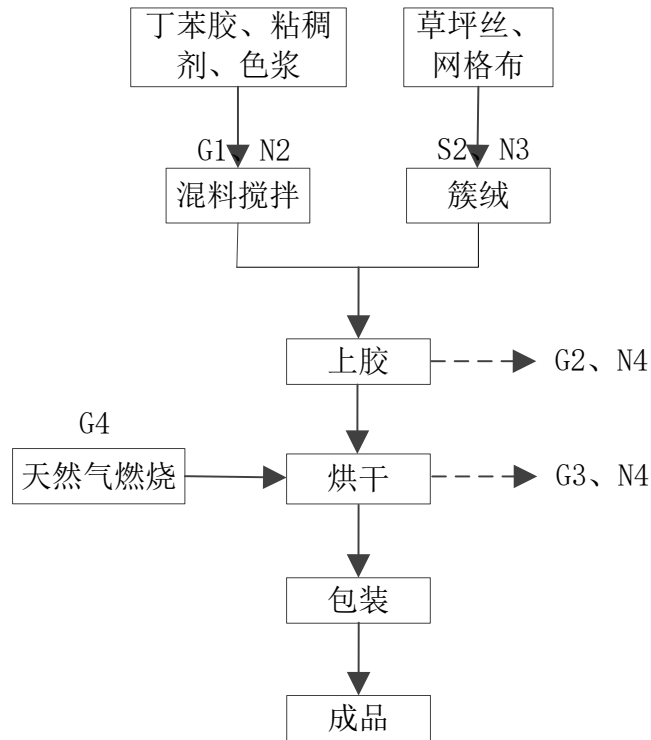 丁苯胶、粘稠
剂、色浆
草坪丝、
网格布
G1、N2
S2、N3
混料搅拌
簇绒
上胶
G2、N4
G4
天然气燃烧
烘干
G3、N4
包装
成品